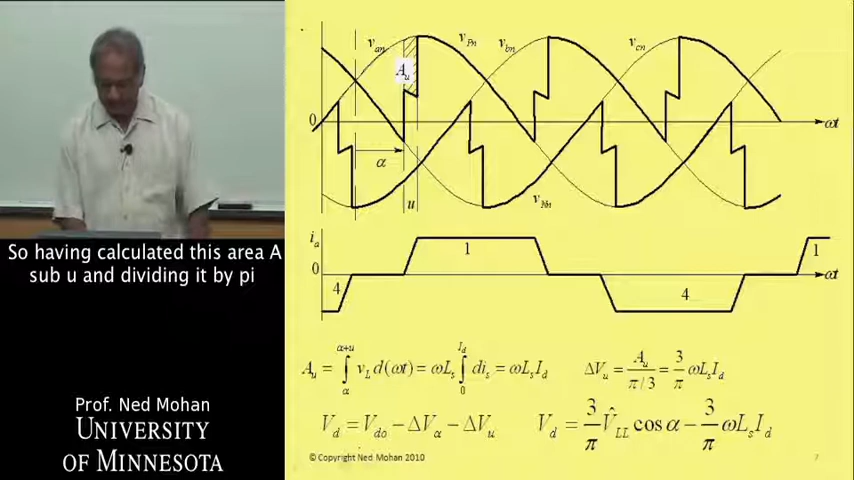 v_an
v_Pn
v_bn
v_cn
A_u
0
ωt
α
u
v_Nn
i_a
0
1
1
4
4
ωt
So having calculated this area A
sub u and dividing it by pi
A_u = ∫_α^{α+u} v_L d(ωt) = ωL_s ∫_0^{I_d} di_s = ωL_s I_d
ΔV_u = A_u / (π/3) = 3/π ωL_s I_d
V_d = V_do − ΔV_α − ΔV_u
V_d = 3/π V̂_LL cos α − 3/π ωL_s I_d
Prof. Ned Mohan
UNIVERSITY
OF MINNESOTA
© Copyright Ned Mohan 2010
7